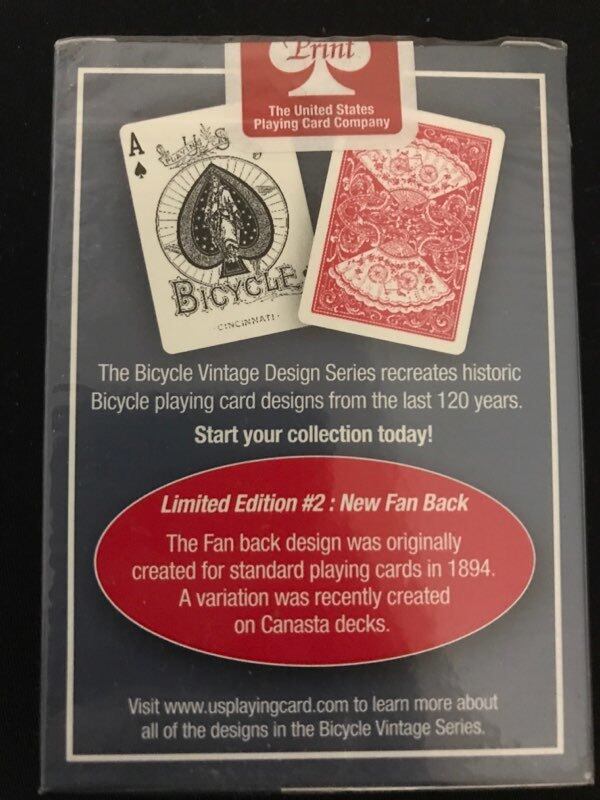 Print
The United States
Playing Card Company
A
BICYCLE
CINCINNATI
The Bicycle Vintage Design Series recreates historic
Bicycle playing card designs from the last 120 years.
Start your collection today!
Limited Edition #2 : New Fan Back
The Fan back design was originally
created for standard playing cards in 1894.
A variation was recently created
on Canasta decks.
Visit www.usplayingcard.com to learn more about
all of the designs in the Bicycle Vintage Series.